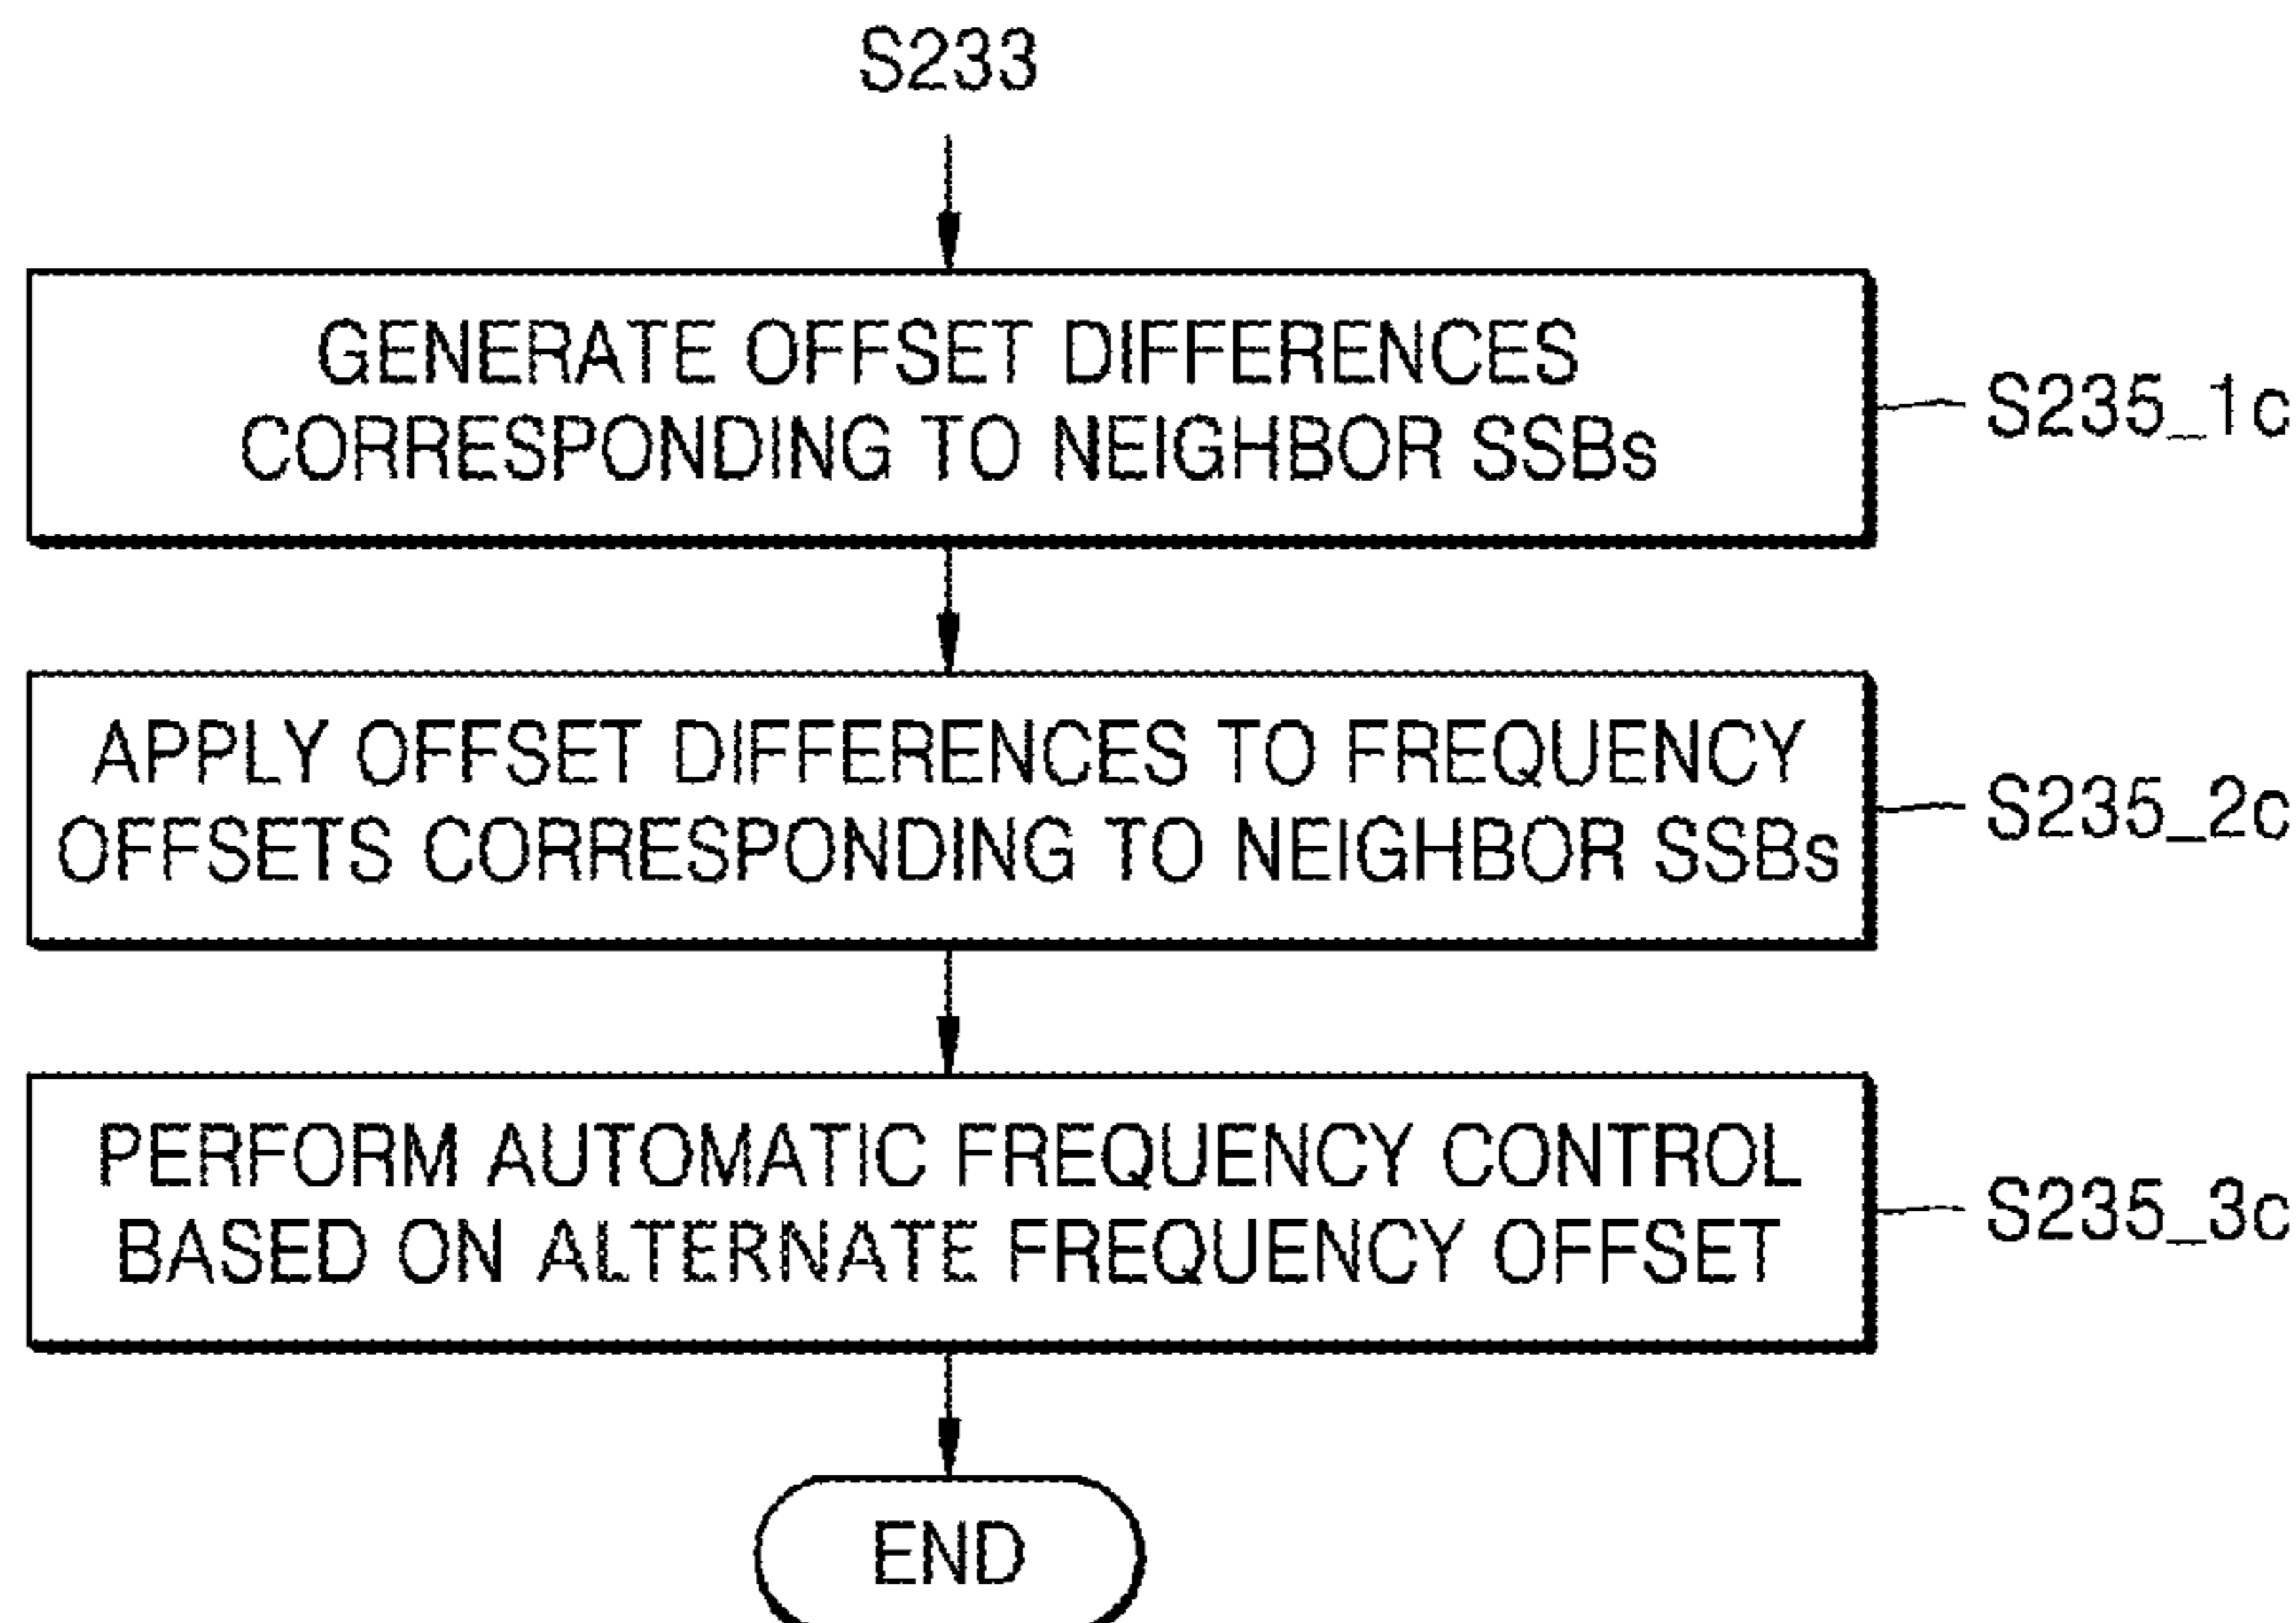 S233
GENERATE OFFSET DIFFERENCES
CORRESPONDING TO NEIGHBOR SSBs
S235_1c
APPLY OFFSET DIFFERENCES TO FREQUENCY
OFFSETS CORRESPONDING TO NEIGHBOR SSBs
S235_2c
PERFORM AUTOMATIC FREQUENCY CONTROL
BASED ON ALTERNATE FREQUENCY OFFSET
S235_3c
END